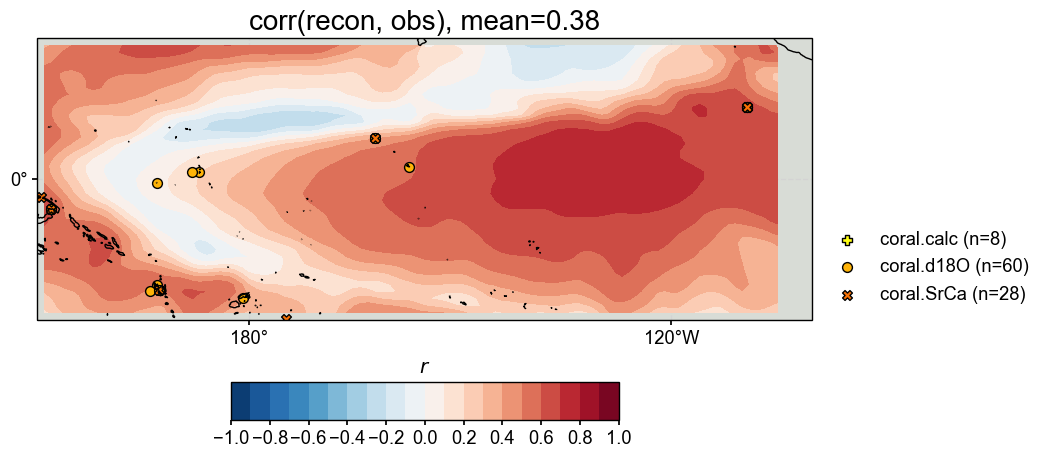 corr(recon, obs), mean=0.38
0°
180°
120°W
coral.calc (n=8)
coral.d18O (n=60)
coral.SrCa (n=28)
r
−1.0 −0.8 −0.6 −0.4 −0.2 0.0 0.2 0.4 0.6 0.8 1.0